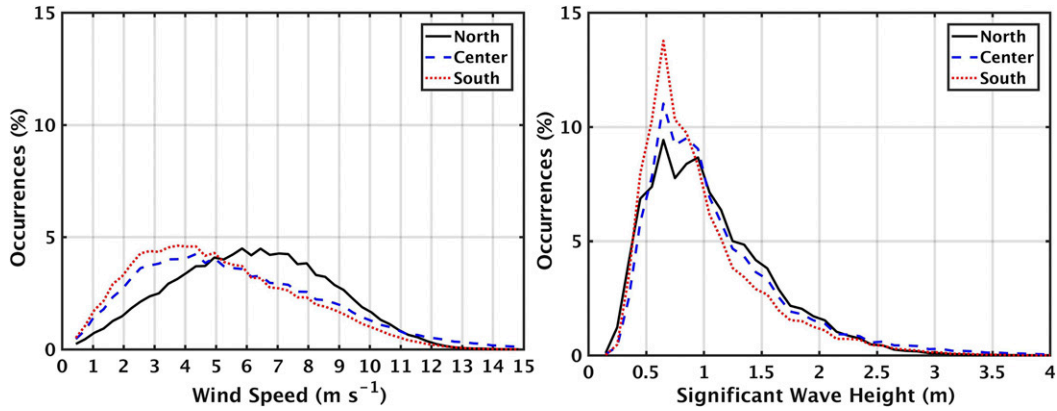 15
10
5
0
Occurrences (%)
North
Center
South
0 1 2 3 4 5 6 7 8 9 10 11 12 13 14 15
Wind Speed (m s⁻¹)
15
10
5
0
Occurrences (%)
North
Center
South
0 0.5 1 1.5 2 2.5 3 3.5 4
Significant Wave Height (m)